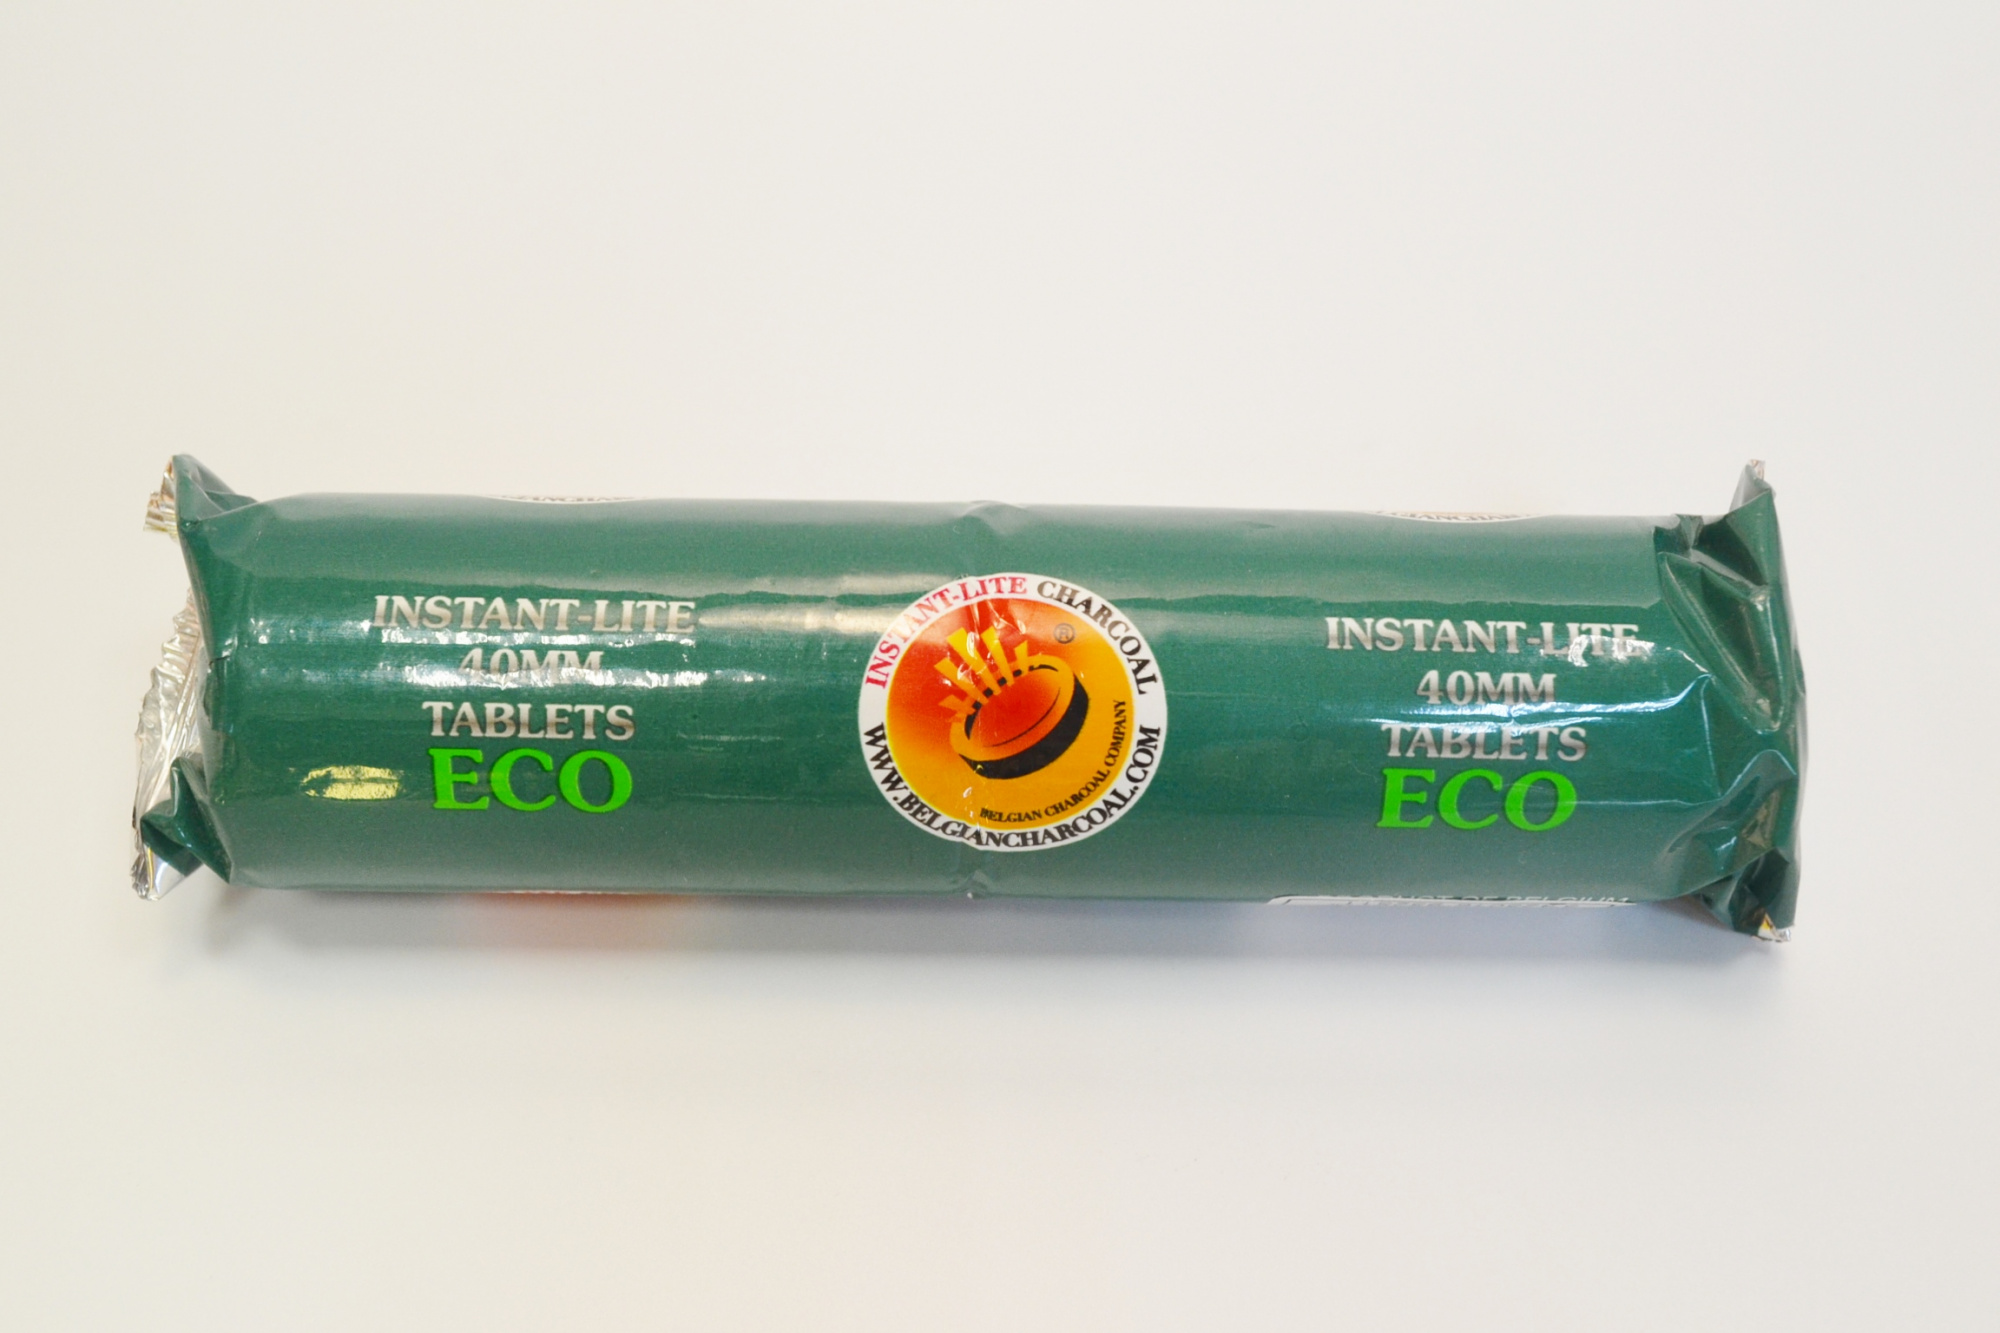 INSTANT-LITE
40MM
TABLETS
ECO
INSTANT-LITE CHARCOAL
®
BELGIAN CHARCOAL COMPANY
WWW.BELGIANCHARCOAL.COM
INSTANT-LITE
40MM
TABLETS
ECO
BELGIUM